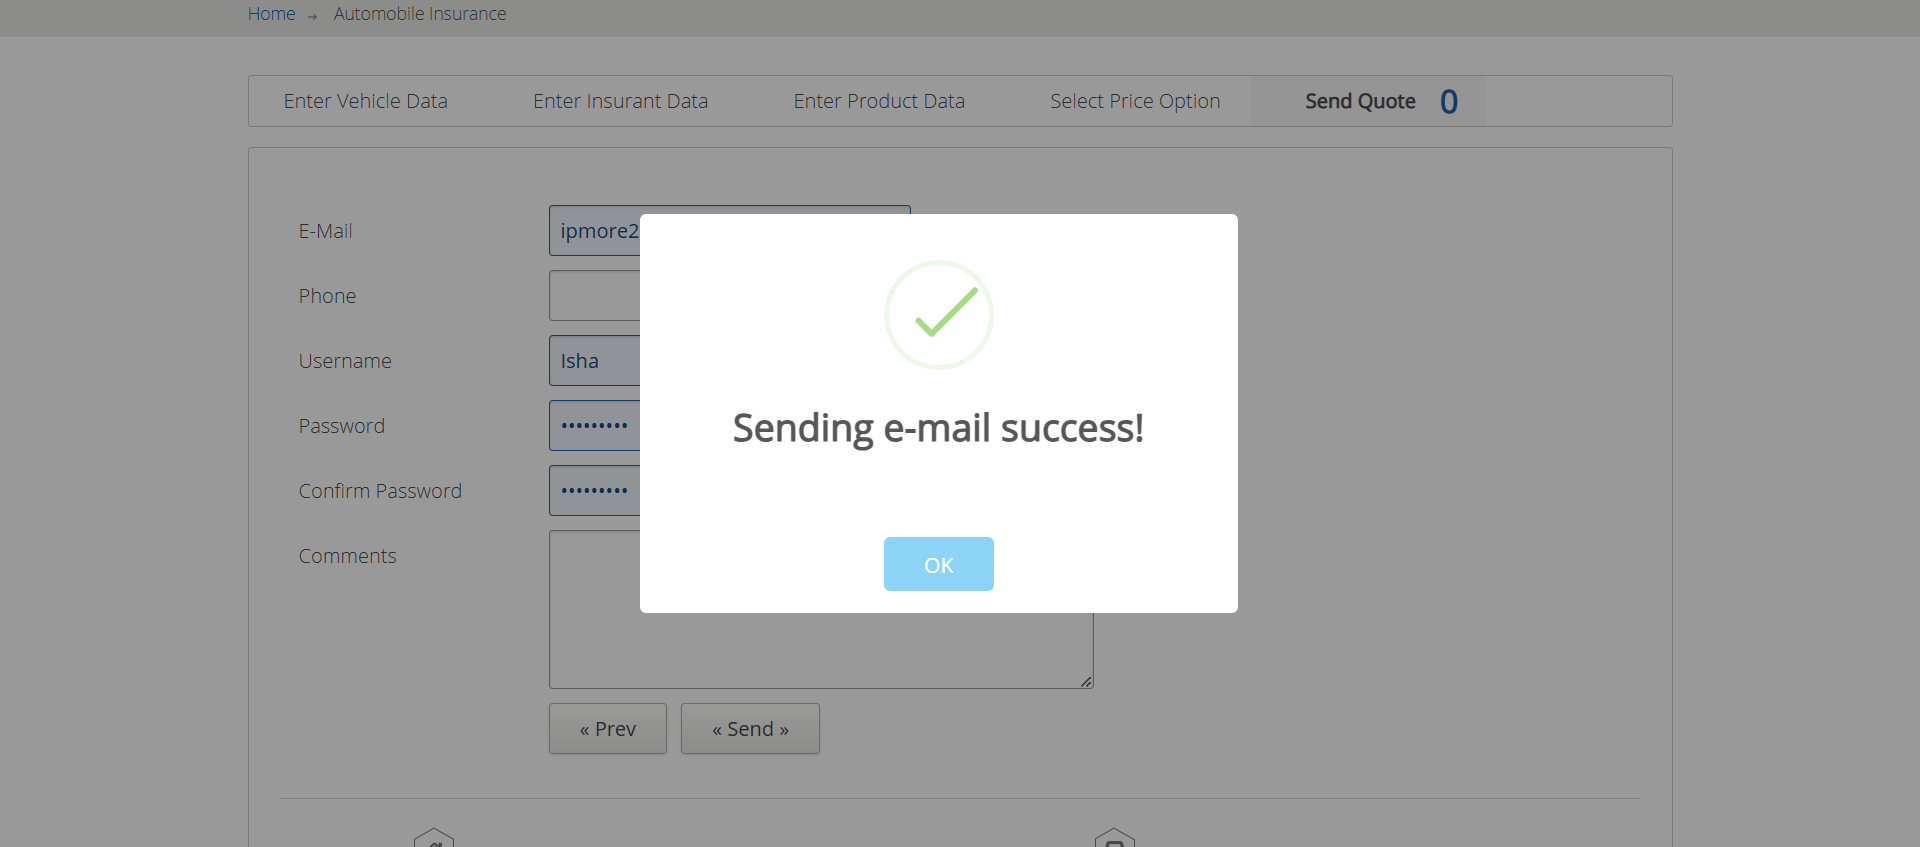 Home → Automobile Insurance
Enter Vehicle Data Enter Insurant Data Enter Product Data Select Price Option Send Quote 0
E-Mail ipmore2
Phone
Username Isha
Password •••••••••
Confirm Password •••••••••
Comments
Sending e-mail success!
OK
« Prev « Send »